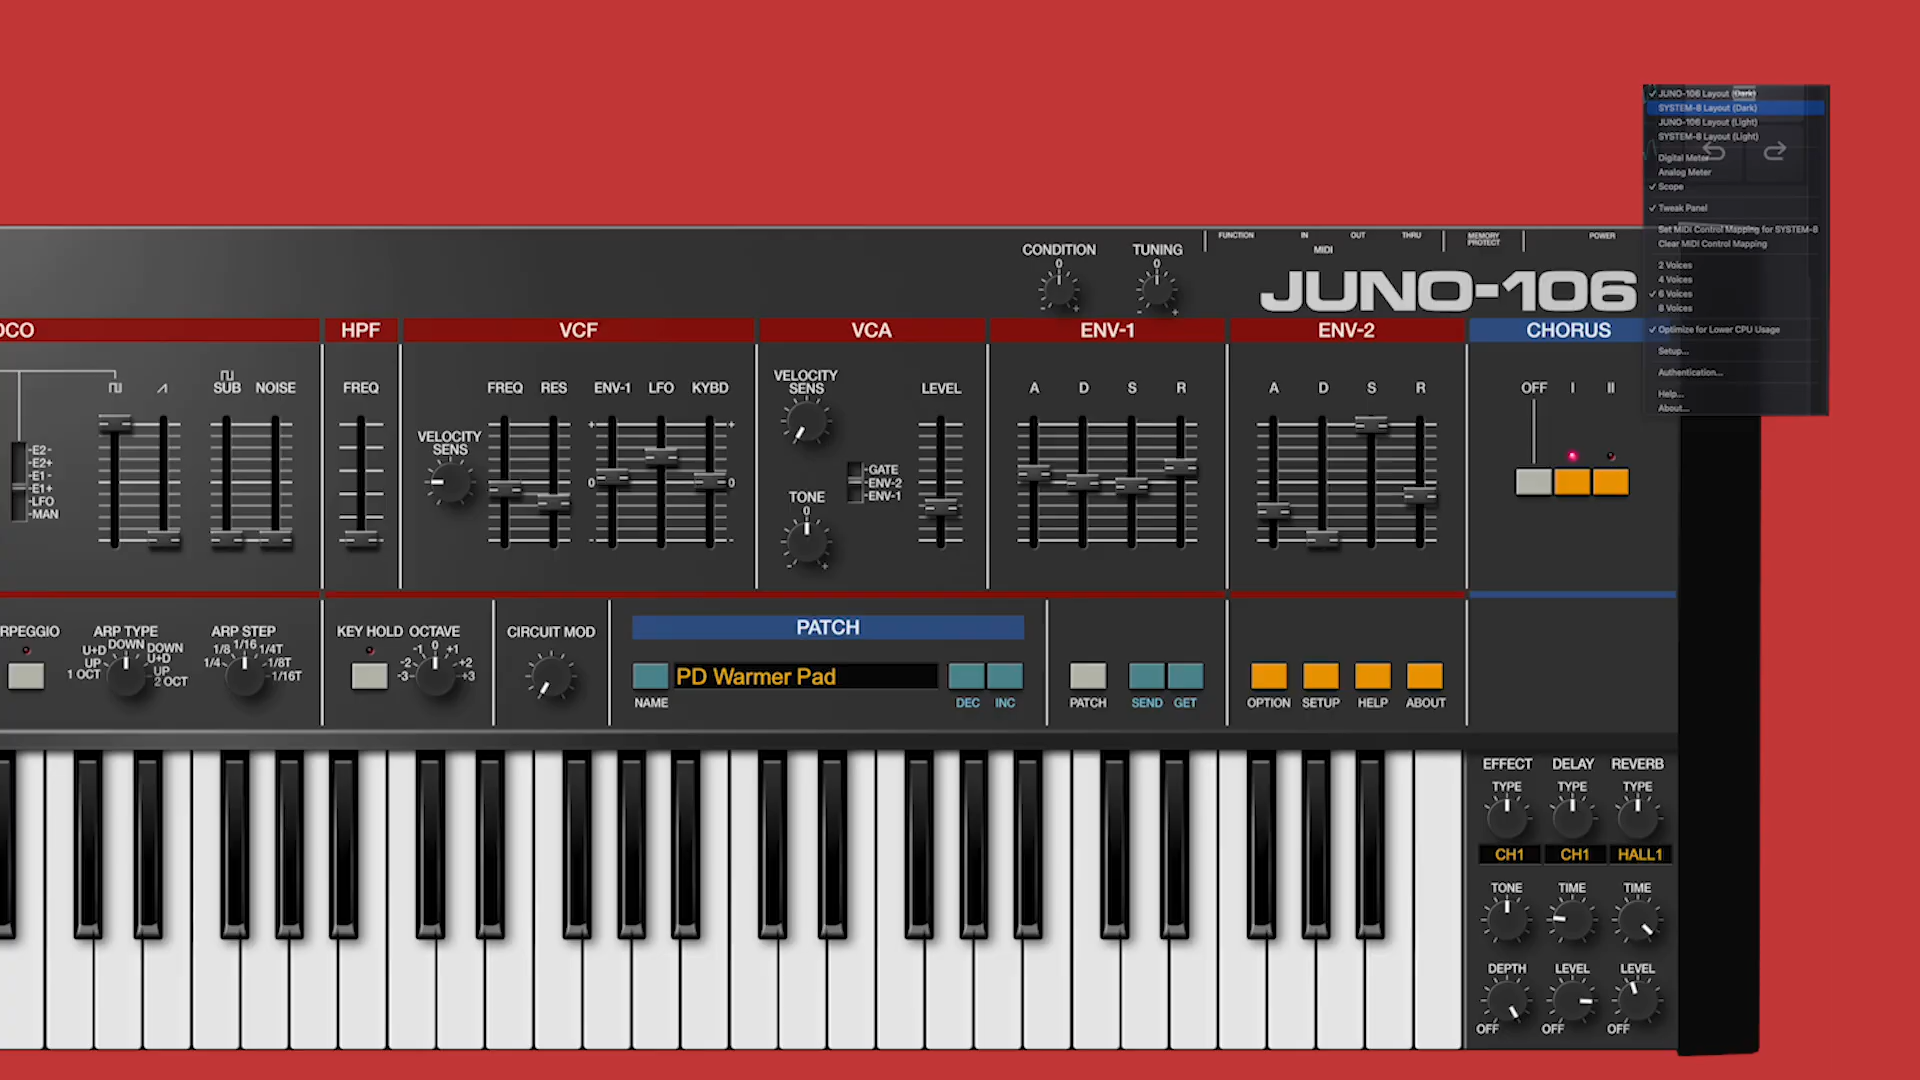 ✓ JUNO-106 Layout (Dark)
SYSTEM-8 Layout (Dark)
JUNO-106 Layout (Light)
SYSTEM-8 Layout (Light)
Digital Meter
Analog Meter
✓ Scope
✓ Tweak Panel
Set MIDI Control Mapping for SYSTEM-8
Clear MIDI Control Mapping
2 Voices
4 Voices
✓ 6 Voices
8 Voices
✓ Optimize for Lower CPU Usage
Setup...
Authentication...
Help...
About...
FUNCTION IN OUT THRU MEMORY PROTECT POWER
MIDI
CONDITION TUNING
0 0
- + - +
JUNO-106
DCO HPF VCF VCA ENV-1 ENV-2 CHORUS
SUB NOISE FREQ FREQ RES ENV-1 LFO KYBD
VELOCITY SENS
LEVEL
A D S R
A D S R
OFF I II
-E2-
-E2+
-E1-
-E1+
-LFO
-MAN
VELOCITY SENS
+ +
0 0
- -
-GATE
-ENV-2
-ENV-1
TONE
0
- +
RPEGGIO
ARP TYPE
U+D DOWN DOWN
UP U+D
1 OCT UP
2 OCT
ARP STEP
1/8 1/16 1/4T
1/4 1/8T
-1/16T
KEY HOLD OCTAVE
-1 0 +1
-2 +2
-3 +3
CIRCUIT MOD
PATCH
PD Warmer Pad
NAME DEC INC
PATCH SEND GET
OPTION SETUP HELP ABOUT
EFFECT DELAY REVERB
TYPE TYPE TYPE
CH1 CH1 HALL1
TONE TIME TIME
DEPTH LEVEL LEVEL
OFF OFF OFF